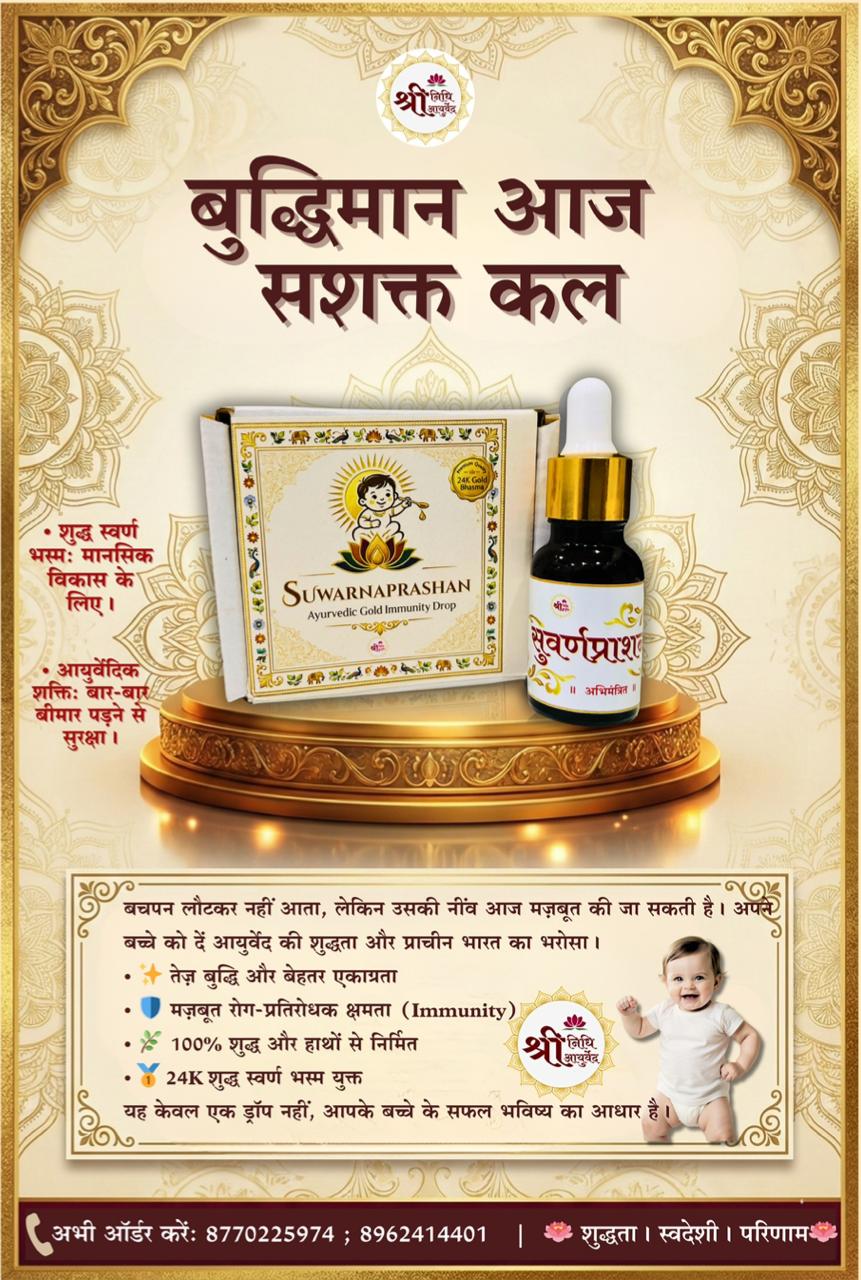 श्री निधि
आयुर्वेद
बुद्धिमान आज
सशक्त कल
Premium Quality
24K Gold
Bhasma
SUWARNAPRASHAN
Ayurvedic Gold Immunity Drop
श्री
सुवर्णप्राशन
॥ अभिमंत्रित ॥
• शुद्ध स्वर्ण
भस्म: मानसिक
विकास के
लिए।
• आयुर्वेदिक
शक्ति: बार-बार
बीमार पड़ने से
सुरक्षा।
बचपन लौटकर नहीं आता, लेकिन उसकी नींव आज मज़बूत की जा सकती है। अपने
बच्चे को दें आयुर्वेद की शुद्धता और प्राचीन भारत का भरोसा।
• ✨ तेज़ बुद्धि और बेहतर एकाग्रता
• 🛡️ मज़बूत रोग-प्रतिरोधक क्षमता (Immunity)
• 🌿 100% शुद्ध और हाथों से निर्मित
• 🏅 24K शुद्ध स्वर्ण भस्म युक्त
यह केवल एक ड्रॉप नहीं, आपके बच्चे के सफल भविष्य का आधार है।
श्री निधि
आयुर्वेद
अभी ऑर्डर करें: 8770225974 ; 8962414401 | 🪷 शुद्धता। स्वदेशी। परिणाम🪷